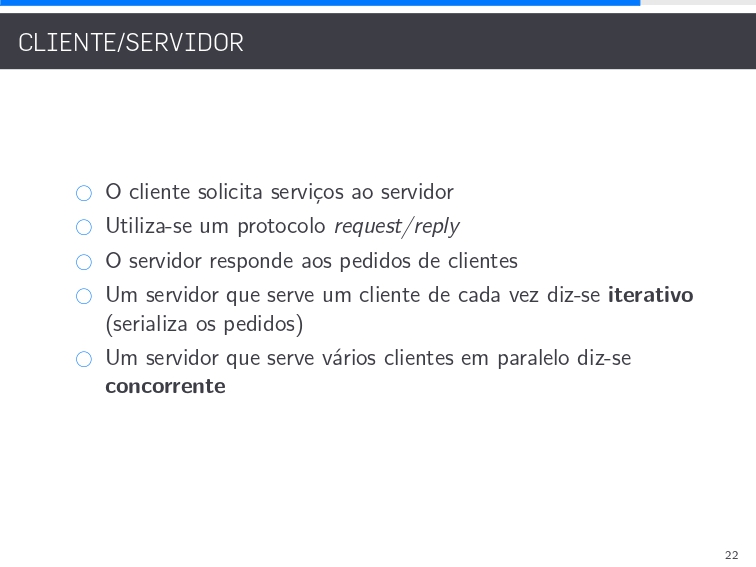 CLIENTE/SERVIDOR
O cliente solicita serviços ao servidor
Utiliza-se um protocolo request/reply
O servidor responde aos pedidos de clientes
Um servidor que serve um cliente de cada vez diz-se iterativo
(serializa os pedidos)
Um servidor que serve vários clientes em paralelo diz-se
concorrente
22